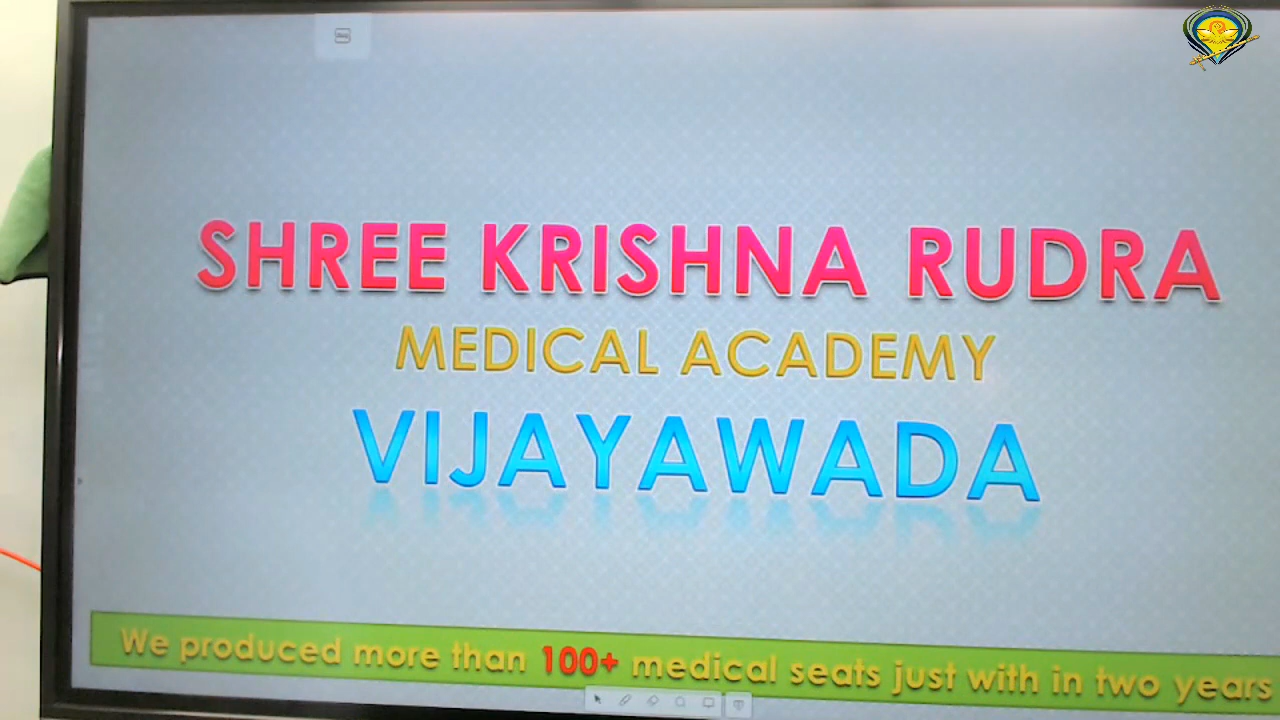 SHREE KRISHNA RUDRA
MEDICAL ACADEMY
VIJAYAWADA
We produced more than 100+ medical seats just with in two years